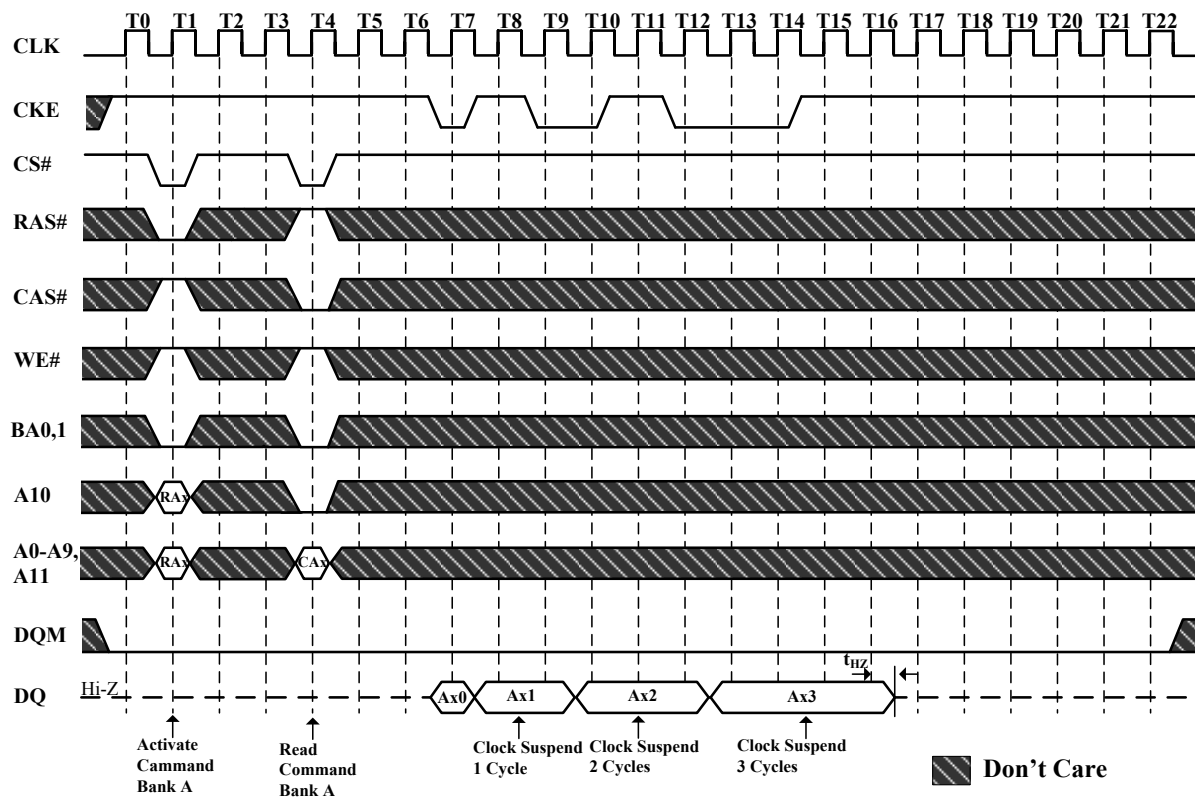 T0 T1 T2 T3 T4 T5 T6 T7 T8 T9 T10 T11 T12 T13 T14 T15 T16 T17 T18 T19 T20 T21 T22
CLK
CKE
CS#
RAS#
CAS#
WE#
BA0,1
A10
RAx
A0-A9,
A11
RAx
CAx
DQM
tHZ
DQ
Hi-Z
Ax0
Ax1
Ax2
Ax3
Activate
Cammand
Bank A
Read
Command
Bank A
Clock Suspend
1 Cycle
Clock Suspend
2 Cycles
Clock Suspend
3 Cycles
Don't Care